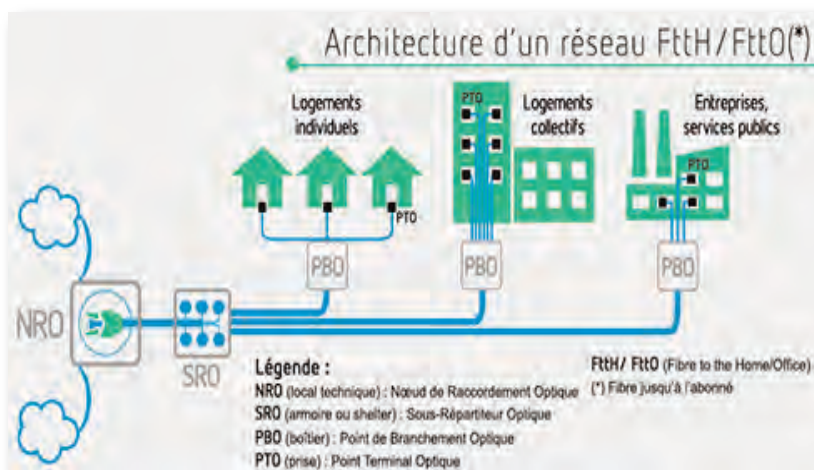 Architecture d'un réseau FttH/FttO(*)
Logements
individuels
PTO
Logements
collectifs
Entreprises,
services publics
PTO
PTO
PBO
PBO
PBO
NRO
SRO
Légende :
NRO (local technique) : Nœud de Raccordement Optique
SRO (armoire ou shelter) : Sous-Répartiteur Optique
PBO (boîtier) : Point de Branchement Optique
PTO (prise) : Point Terminal Optique
FttH/ FttO (Fibre to the Home/Office)
(*) Fibre jusqu'à l'abonné